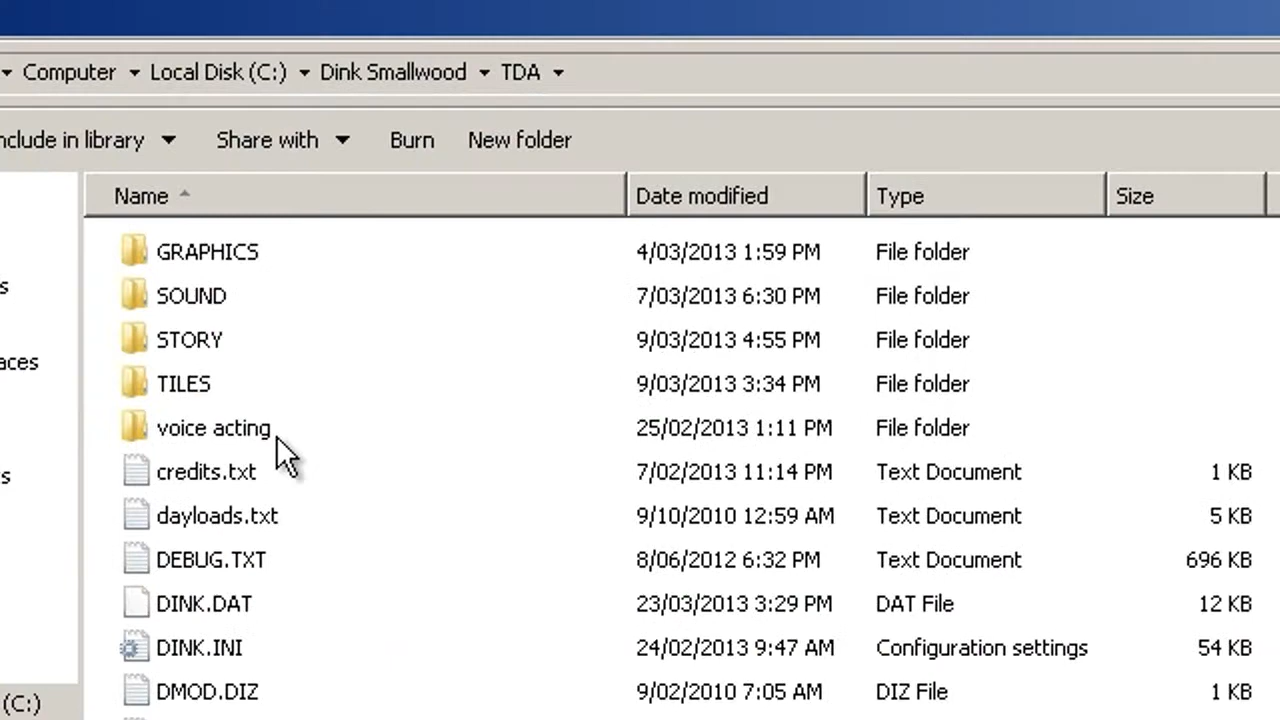 Computer Local Disk (C:) Dink Smallwood TDA
nclude in library Share with Burn New folder
Name Date modified Type Size
GRAPHICS 4/03/2013 1:59 PM File folder
SOUND 7/03/2013 6:30 PM File folder
STORY 9/03/2013 4:55 PM File folder
TILES 9/03/2013 3:34 PM File folder
voice acting 25/02/2013 1:11 PM File folder
credits.txt 7/02/2013 11:14 PM Text Document 1 KB
dayloads.txt 9/10/2010 12:59 AM Text Document 5 KB
DEBUG.TXT 8/06/2012 6:32 PM Text Document 696 KB
DINK.DAT 23/03/2013 3:29 PM DAT File 12 KB
DINK.INI 24/02/2013 9:47 AM Configuration settings 54 KB
DMOD.DIZ 9/02/2010 7:05 AM DIZ File 1 KB
s
aces
s
(C:)